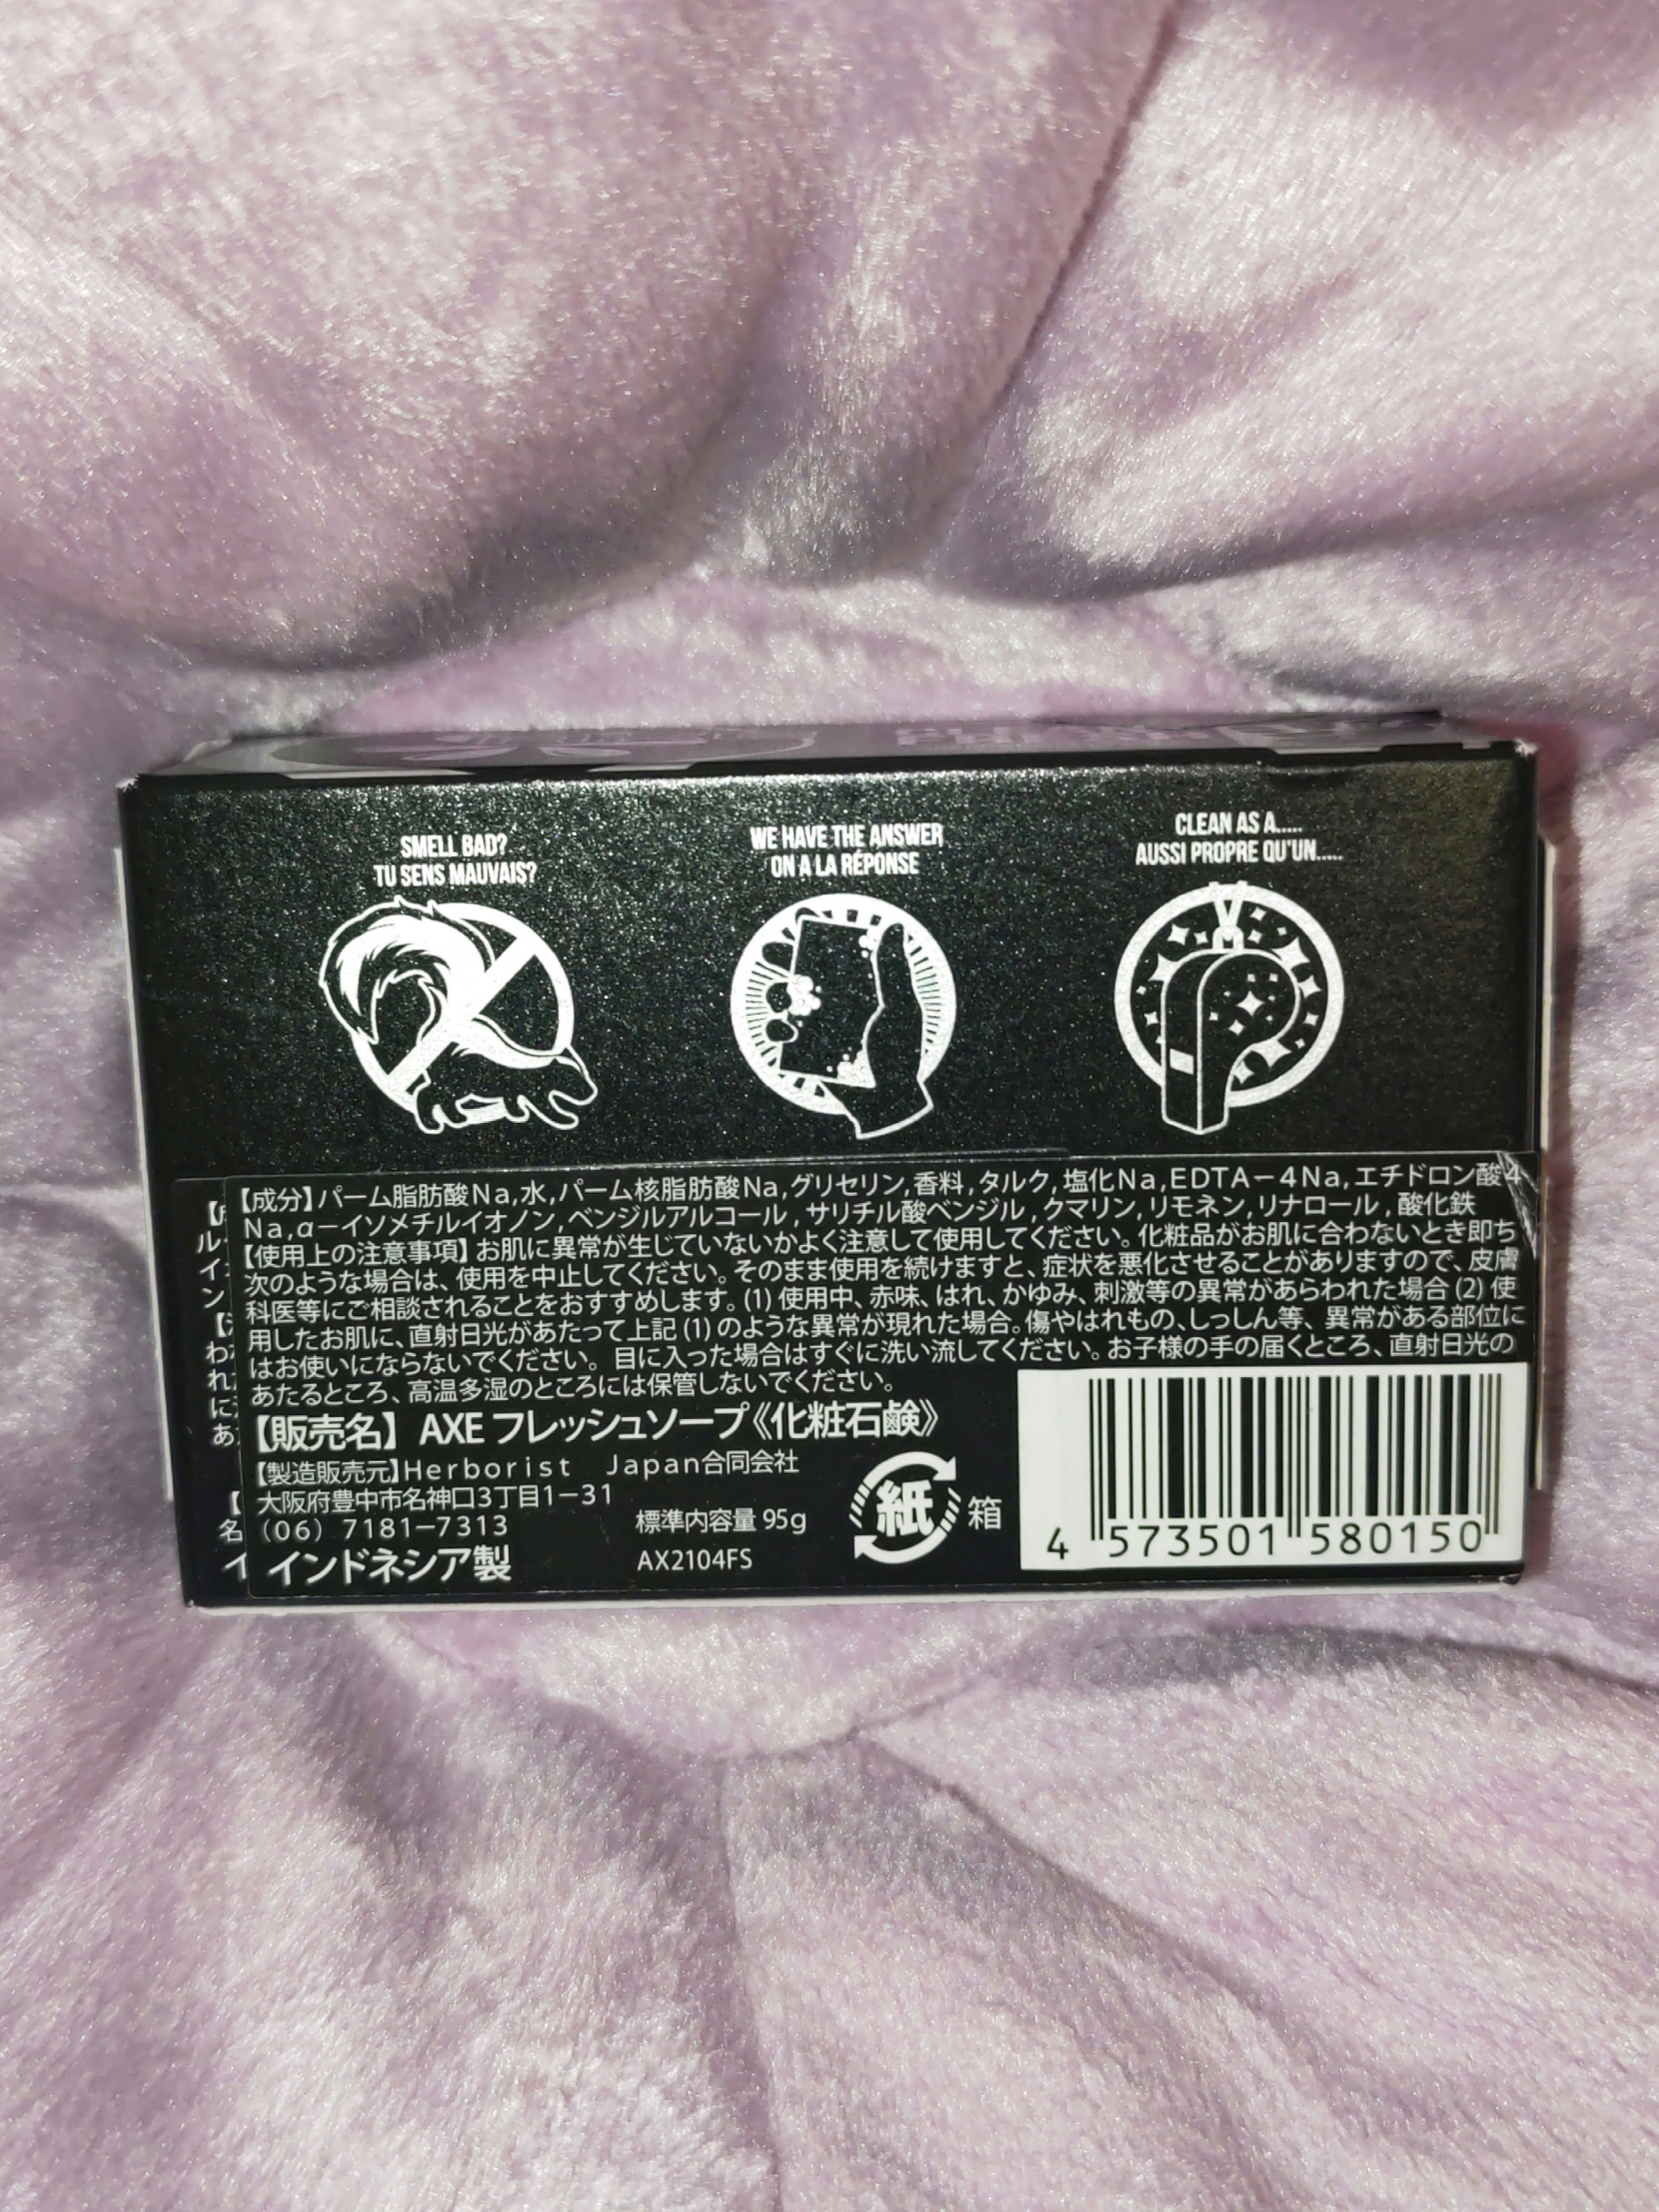 SMELL BAD?
TU SENS MAUVAIS?
WE HAVE THE ANSWER
ON A LA RÉPONSE
CLEAN AS A.....
AUSSI PROPRE QU'UN.....
【成分】パーム脂肪酸Na,水,パーム核脂肪酸Na,グリセリン,香料,タルク,塩化Na,EDTA－4Na,エチドロン酸4
Na,α－イソメチルイオノン,ベンジルアルコール,サリチル酸ベンジル,クマリン,リモネン,リナロール,酸化鉄
【使用上の注意事項】お肌に異常が生じていないかよく注意して使用してください。化粧品がお肌に合わないとき即ち
次のような場合は、使用を中止してください。そのまま使用を続けますと、症状を悪化させることがありますので、皮膚
科医等にご相談されることをおすすめします。(1) 使用中、赤味、はれ、かゆみ、刺激等の異常があらわれた場合 (2) 使
用したお肌に、直射日光があたって上記 (1) のような異常が現れた場合。傷やはれもの、しっしん等、異常がある部位に
はお使いにならないでください。目に入った場合はすぐに洗い流してください。お子様の手の届くところ、直射日光の
あたるところ、高温多湿のところには保管しないでください。
【販売名】AXE フレッシュソープ《化粧石鹸》
【製造販売元】Herborist Japan合同会社
大阪府豊中市名神口3丁目1－31
（06）7181－7313
インドネシア製
標準内容量 95g
AX2104FS
紙 箱
4 573501 580150